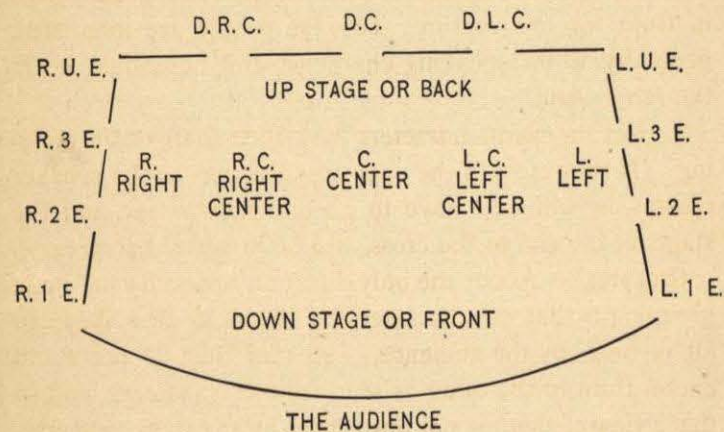 D. R. C. D.C. D. L. C.
R. U. E. L. U. E.
UP STAGE OR BACK
R. 3 E. L. 3 E.
R. R. C. C. L. C. L.
RIGHT RIGHT CENTER LEFT LEFT
CENTER CENTER
R. 2 E. L. 2 E.
R. 1 E. L. 1 E.
DOWN STAGE OR FRONT
THE AUDIENCE